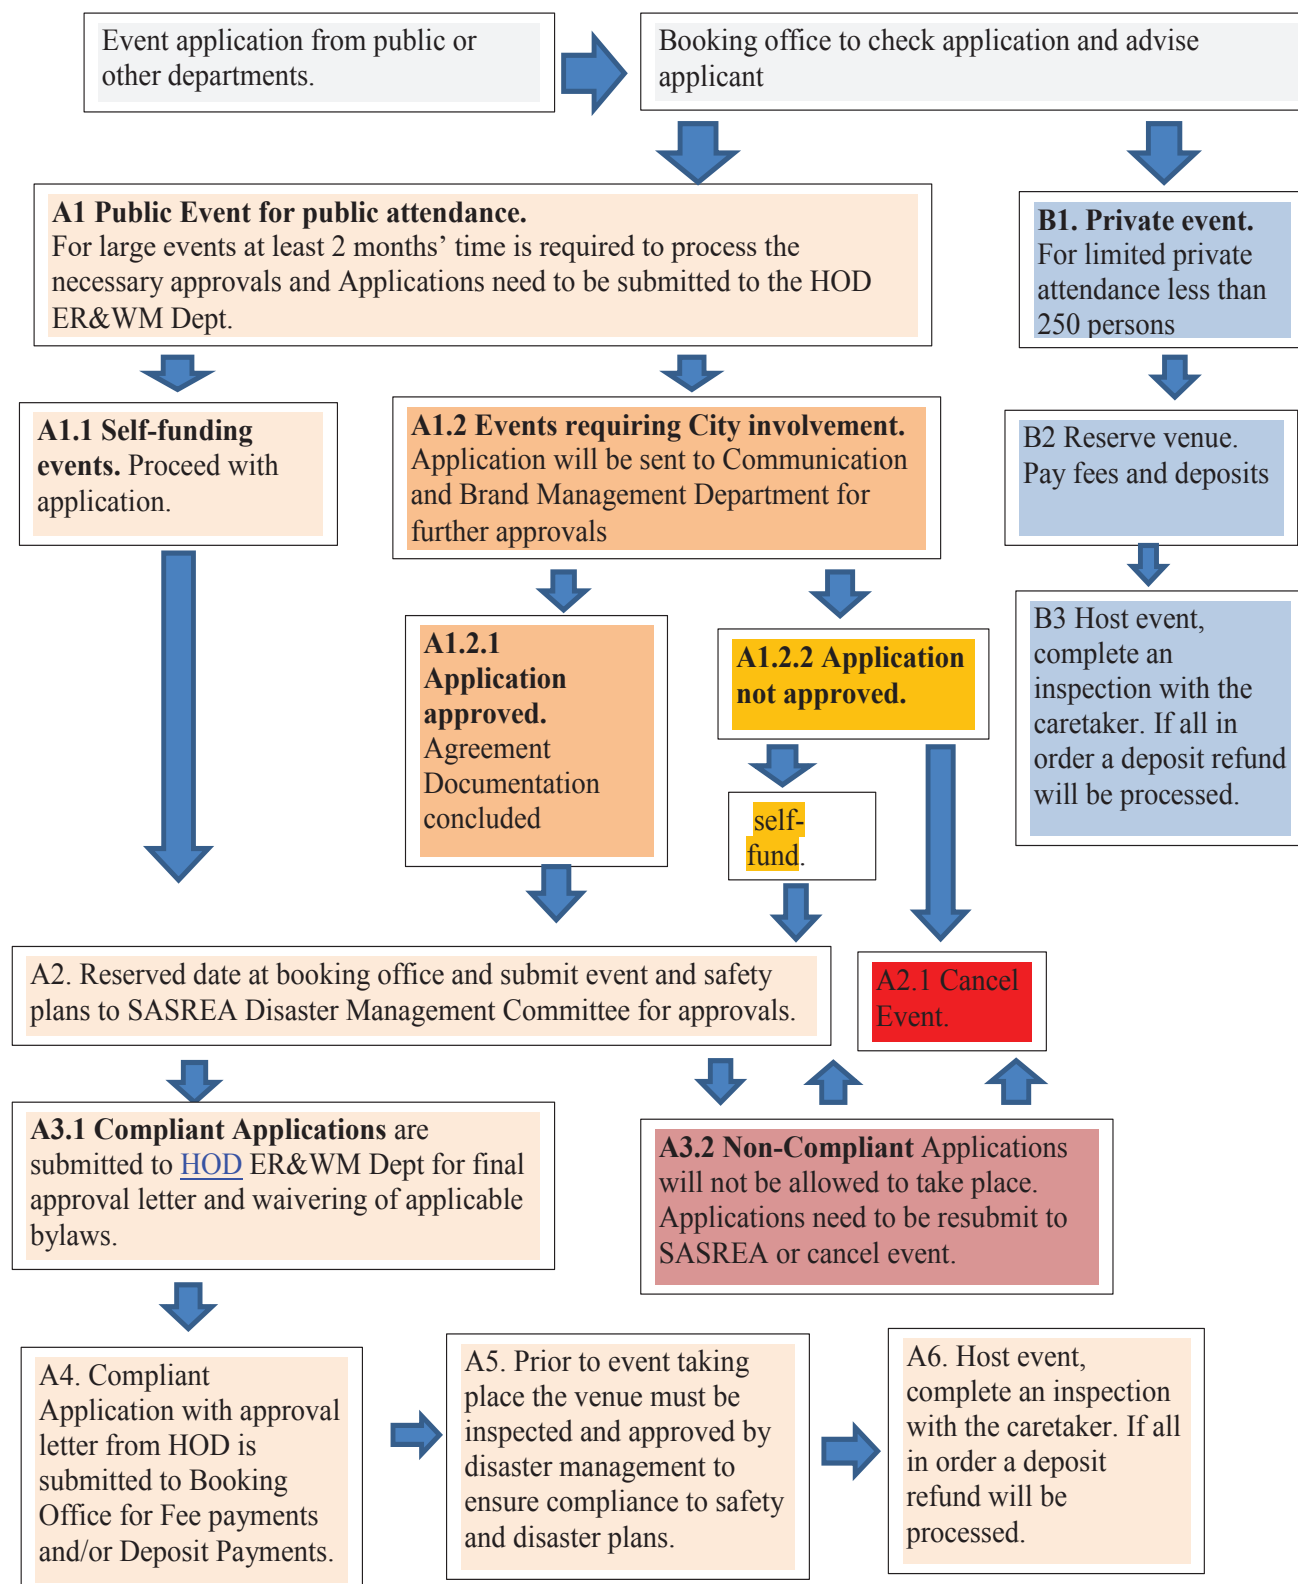 Event application from public or
other departments.
Booking office to check application and advise
applicant
A1 Public Event for public attendance.
For large events at least 2 months’ time is required to process the
necessary approvals and Applications need to be submitted to the HOD
ER&WM Dept.
B1. Private event.
For limited private
attendance less than
250 persons
A1.1 Self-funding
events. Proceed with
application.
A1.2 Events requiring City involvement.
Application will be sent to Communication
and Brand Management Department for
further approvals
B2 Reserve venue.
Pay fees and deposits
A1.2.1
Application
approved.
Agreement
Documentation
concluded
A1.2.2 Application
not approved.
B3 Host event,
complete an
inspection with the
caretaker. If all in
order a deposit refund
will be processed.
self-
fund.
A2. Reserved date at booking office and submit event and safety
plans to SASREA Disaster Management Committee for approvals.
A2.1 Cancel
Event.
A3.1 Compliant Applications are
submitted to HOD ER&WM Dept for final
approval letter and waivering of applicable
bylaws.
A3.2 Non-Compliant Applications
will not be allowed to take place.
Applications need to be resubmit to
SASREA or cancel event.
A4. Compliant
Application with approval
letter from HOD is
submitted to Booking
Office for Fee payments
and/or Deposit Payments.
A5. Prior to event taking
place the venue must be
inspected and approved by
disaster management to
ensure compliance to safety
and disaster plans.
A6. Host event,
complete an inspection
with the caretaker. If all
in order a deposit
refund will be
processed.